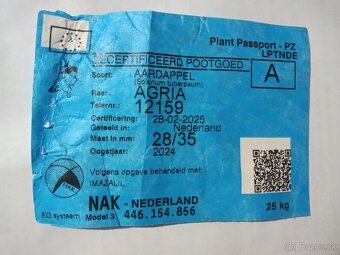 Plant Passport - PZ
LPTNDE
GECERTIFICEERD POOTGOED
A
Soort: AARDAPPEL
(Solanum tuberosum)
Ras: AGRIA
Telernr.: 12159
Certificering: 28-02-2025
Geteeld in: Nederland
Maat in mm: 28/35
Oogstjaar: 2024
Volgens opgave behandeld met:
IMAZALIL
NAK - NEDERLAND
25 kg
EG systeem Model 3 446.154.856
bazos.sk